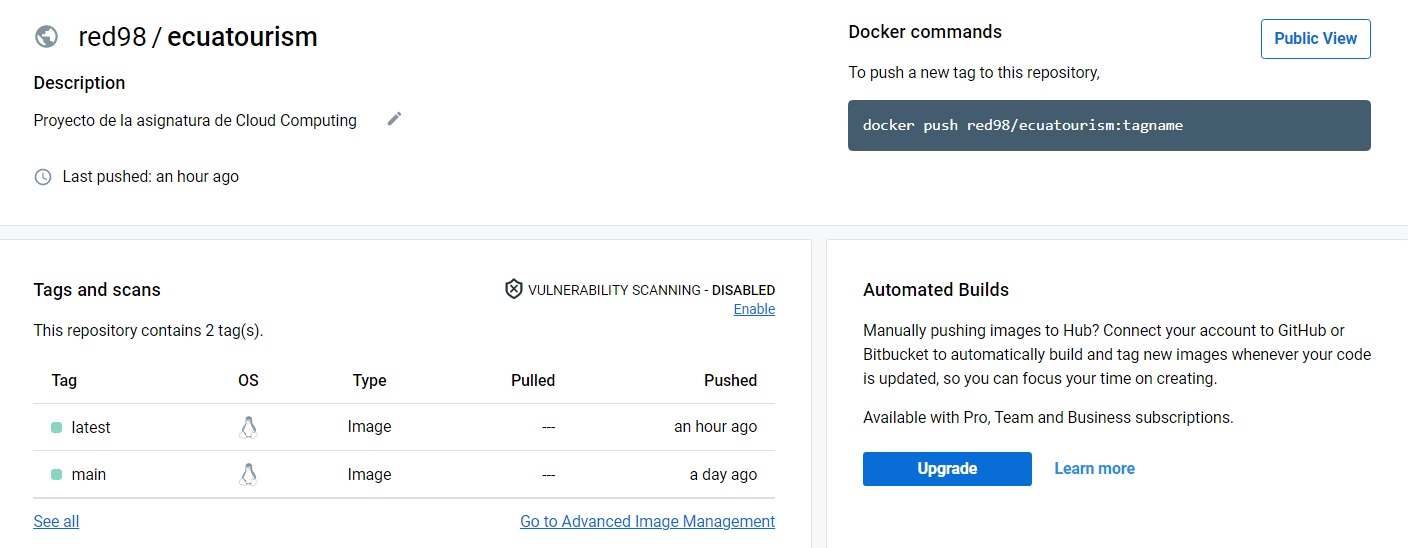 red98 / ecuatourism
Description
Proyecto de la asignatura de Cloud Computing
Last pushed: an hour ago
Docker commands
Public View
To push a new tag to this repository,
docker push red98/ecuatourism:tagname
Tags and scans
VULNERABILITY SCANNING - DISABLED
Enable
This repository contains 2 tag(s).
Tag OS Type Pulled Pushed
latest Image --- an hour ago
main Image --- a day ago
See all
Go to Advanced Image Management
Automated Builds
Manually pushing images to Hub? Connect your account to GitHub or
Bitbucket to automatically build and tag new images whenever your code
is updated, so you can focus your time on creating.
Available with Pro, Team and Business subscriptions.
Upgrade
Learn more